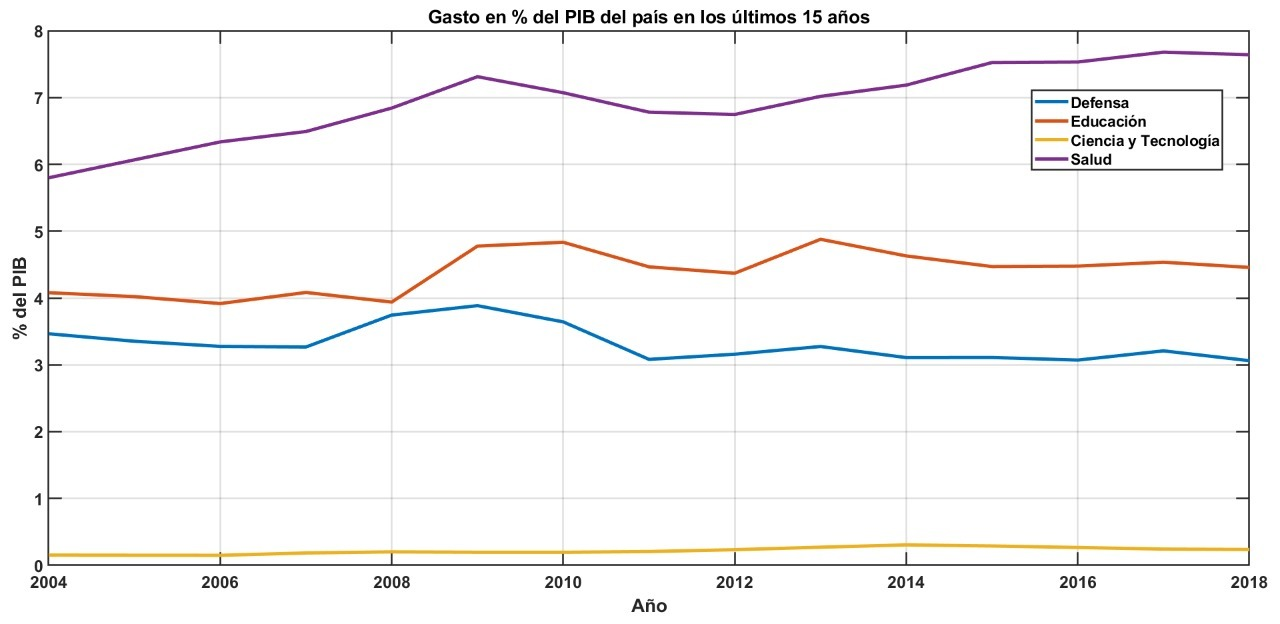 Gasto en % del PIB del país en los últimos 15 años
8
7
6
5
4
3
2
1
0
% del PIB
Defensa
Educación
Ciencia y Tecnología
Salud
2004 2006 2008 2010 2012 2014 2016 2018
Año